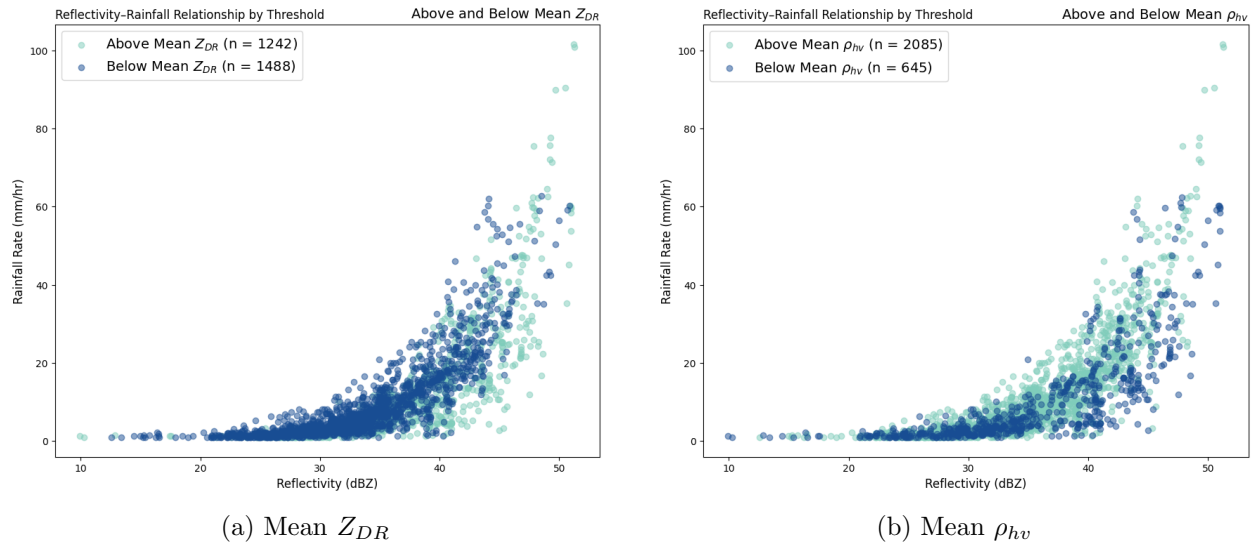 Reflectivity–Rainfall Relationship by Threshold
Above and Below Mean Z_DR
Above Mean Z_DR (n = 1242)
Below Mean Z_DR (n = 1488)
Rainfall Rate (mm/hr)
100
80
60
40
20
0
10 20 30 40 50
Reflectivity (dBZ)
(a) Mean Z_DR
Reflectivity–Rainfall Relationship by Threshold
Above and Below Mean ρ_hv
Above Mean ρ_hv (n = 2085)
Below Mean ρ_hv (n = 645)
Rainfall Rate (mm/hr)
100
80
60
40
20
0
10 20 30 40 50
Reflectivity (dBZ)
(b) Mean ρ_hv